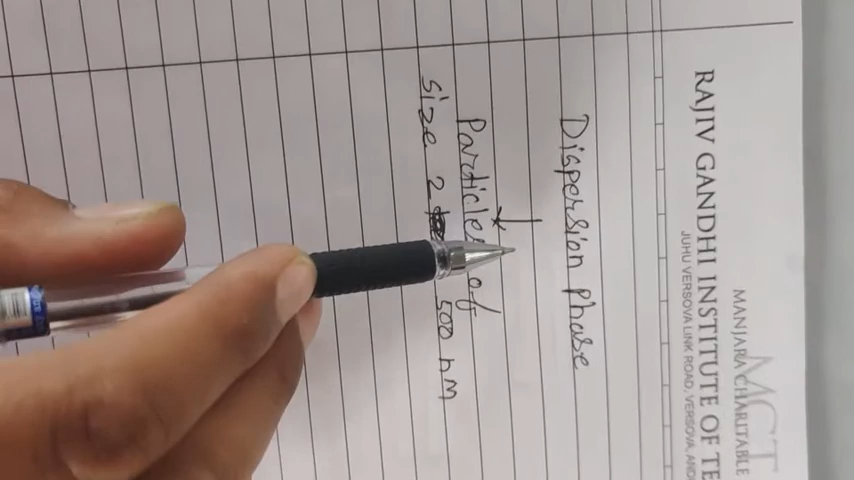 MANJARA CHARITABLE
MCT
RAJIV GANDHI INSTITUTE OF TE
JUHU VERSOVA LINK ROAD, VERSOVA, AND
Dispersion Phase
Particles of
size 2 500 nM